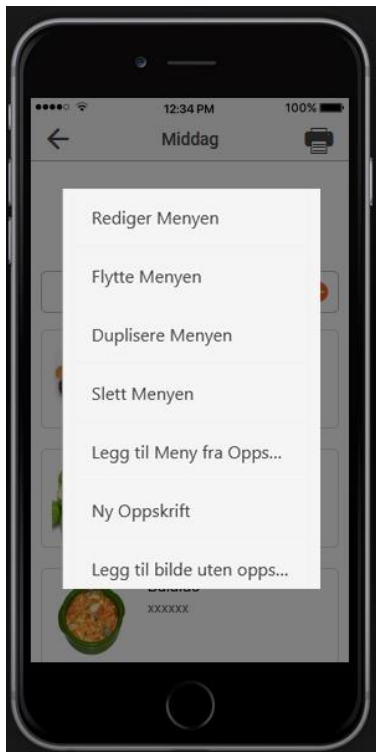 12:34 PM
100%
Middag
Rediger Menyen
Flytte Menyen
Duplisere Menyen
Slett Menyen
Legg til Meny fra Opps...
Ny Oppskrift
Legg til bilde uten opps...
xxxxxx